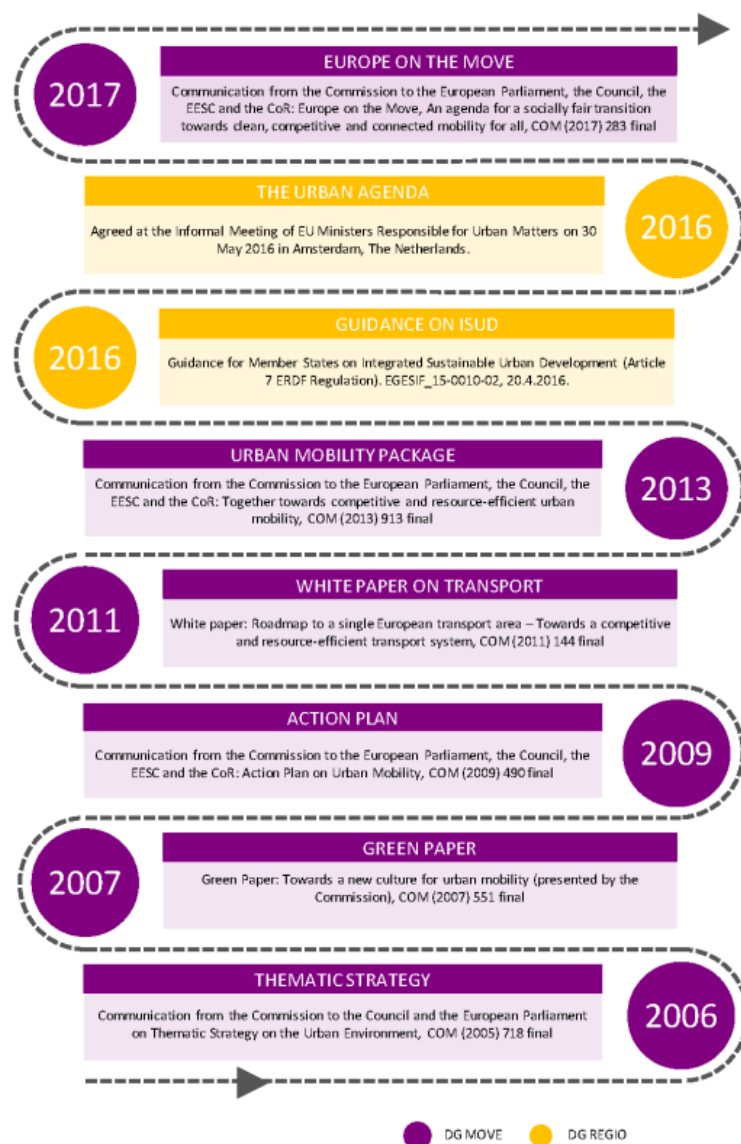 2017
EUROPE ON THE MOVE
Communication from the Commission to the European Parliament, the Council, the
EESC and the CoR: Europe on the Move, An agenda for a socially fair transition
towards clean, competitive and connected mobility for all, COM (2017) 283 final
THE URBAN AGENDA
Agreed at the Informal Meeting of EU Ministers Responsible for Urban Matters on 30
May 2016 in Amsterdam, The Netherlands.
2016
2016
GUIDANCE ON ISUD
Guidance for Member States on Integrated Sustainable Urban Development (Article
7 ERDF Regulation). EGESIF_15-0010-02, 20.4.2016.
URBAN MOBILITY PACKAGE
Communication from the Commission to the European Parliament, the Council, the
EESC and the CoR: Together towards competitive and resource-efficient urban
mobility, COM (2013) 913 final
2013
2011
WHITE PAPER ON TRANSPORT
White paper: Roadmap to a single European transport area – Towards a competitive
and resource-efficient transport system, COM (2011) 144 final
ACTION PLAN
Communication from the Commission to the European Parliament, the Council, the
EESC and the CoR: Action Plan on Urban Mobility, COM (2009) 490 final
2009
2007
GREEN PAPER
Green Paper: Towards a new culture for urban mobility (presented by the
Commission), COM (2007) 551 final
THEMATIC STRATEGY
Communication from the Commission to the Council and the European Parliament
on Thematic Strategy on the Urban Environment, COM (2005) 718 final
2006
DG MOVE
DG REGIO